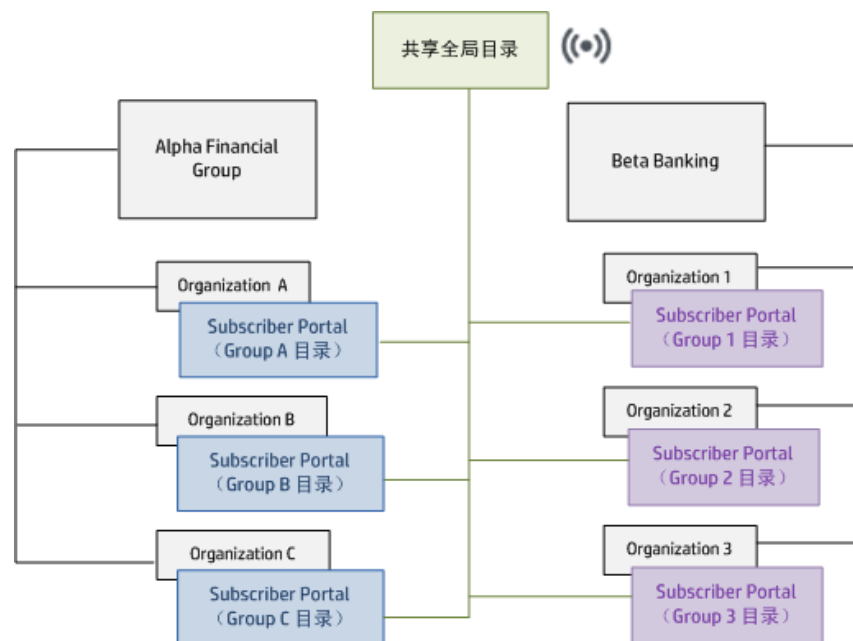 共享全局目录
Alpha Financial
Group
Beta Banking
Organization A
Subscriber Portal
（Group A 目录）
Organization B
Subscriber Portal
（Group B 目录）
Organization C
Subscriber Portal
（Group C 目录）
Organization 1
Subscriber Portal
（Group 1 目录）
Organization 2
Subscriber Portal
（Group 2 目录）
Organization 3
Subscriber Portal
（Group 3 目录）